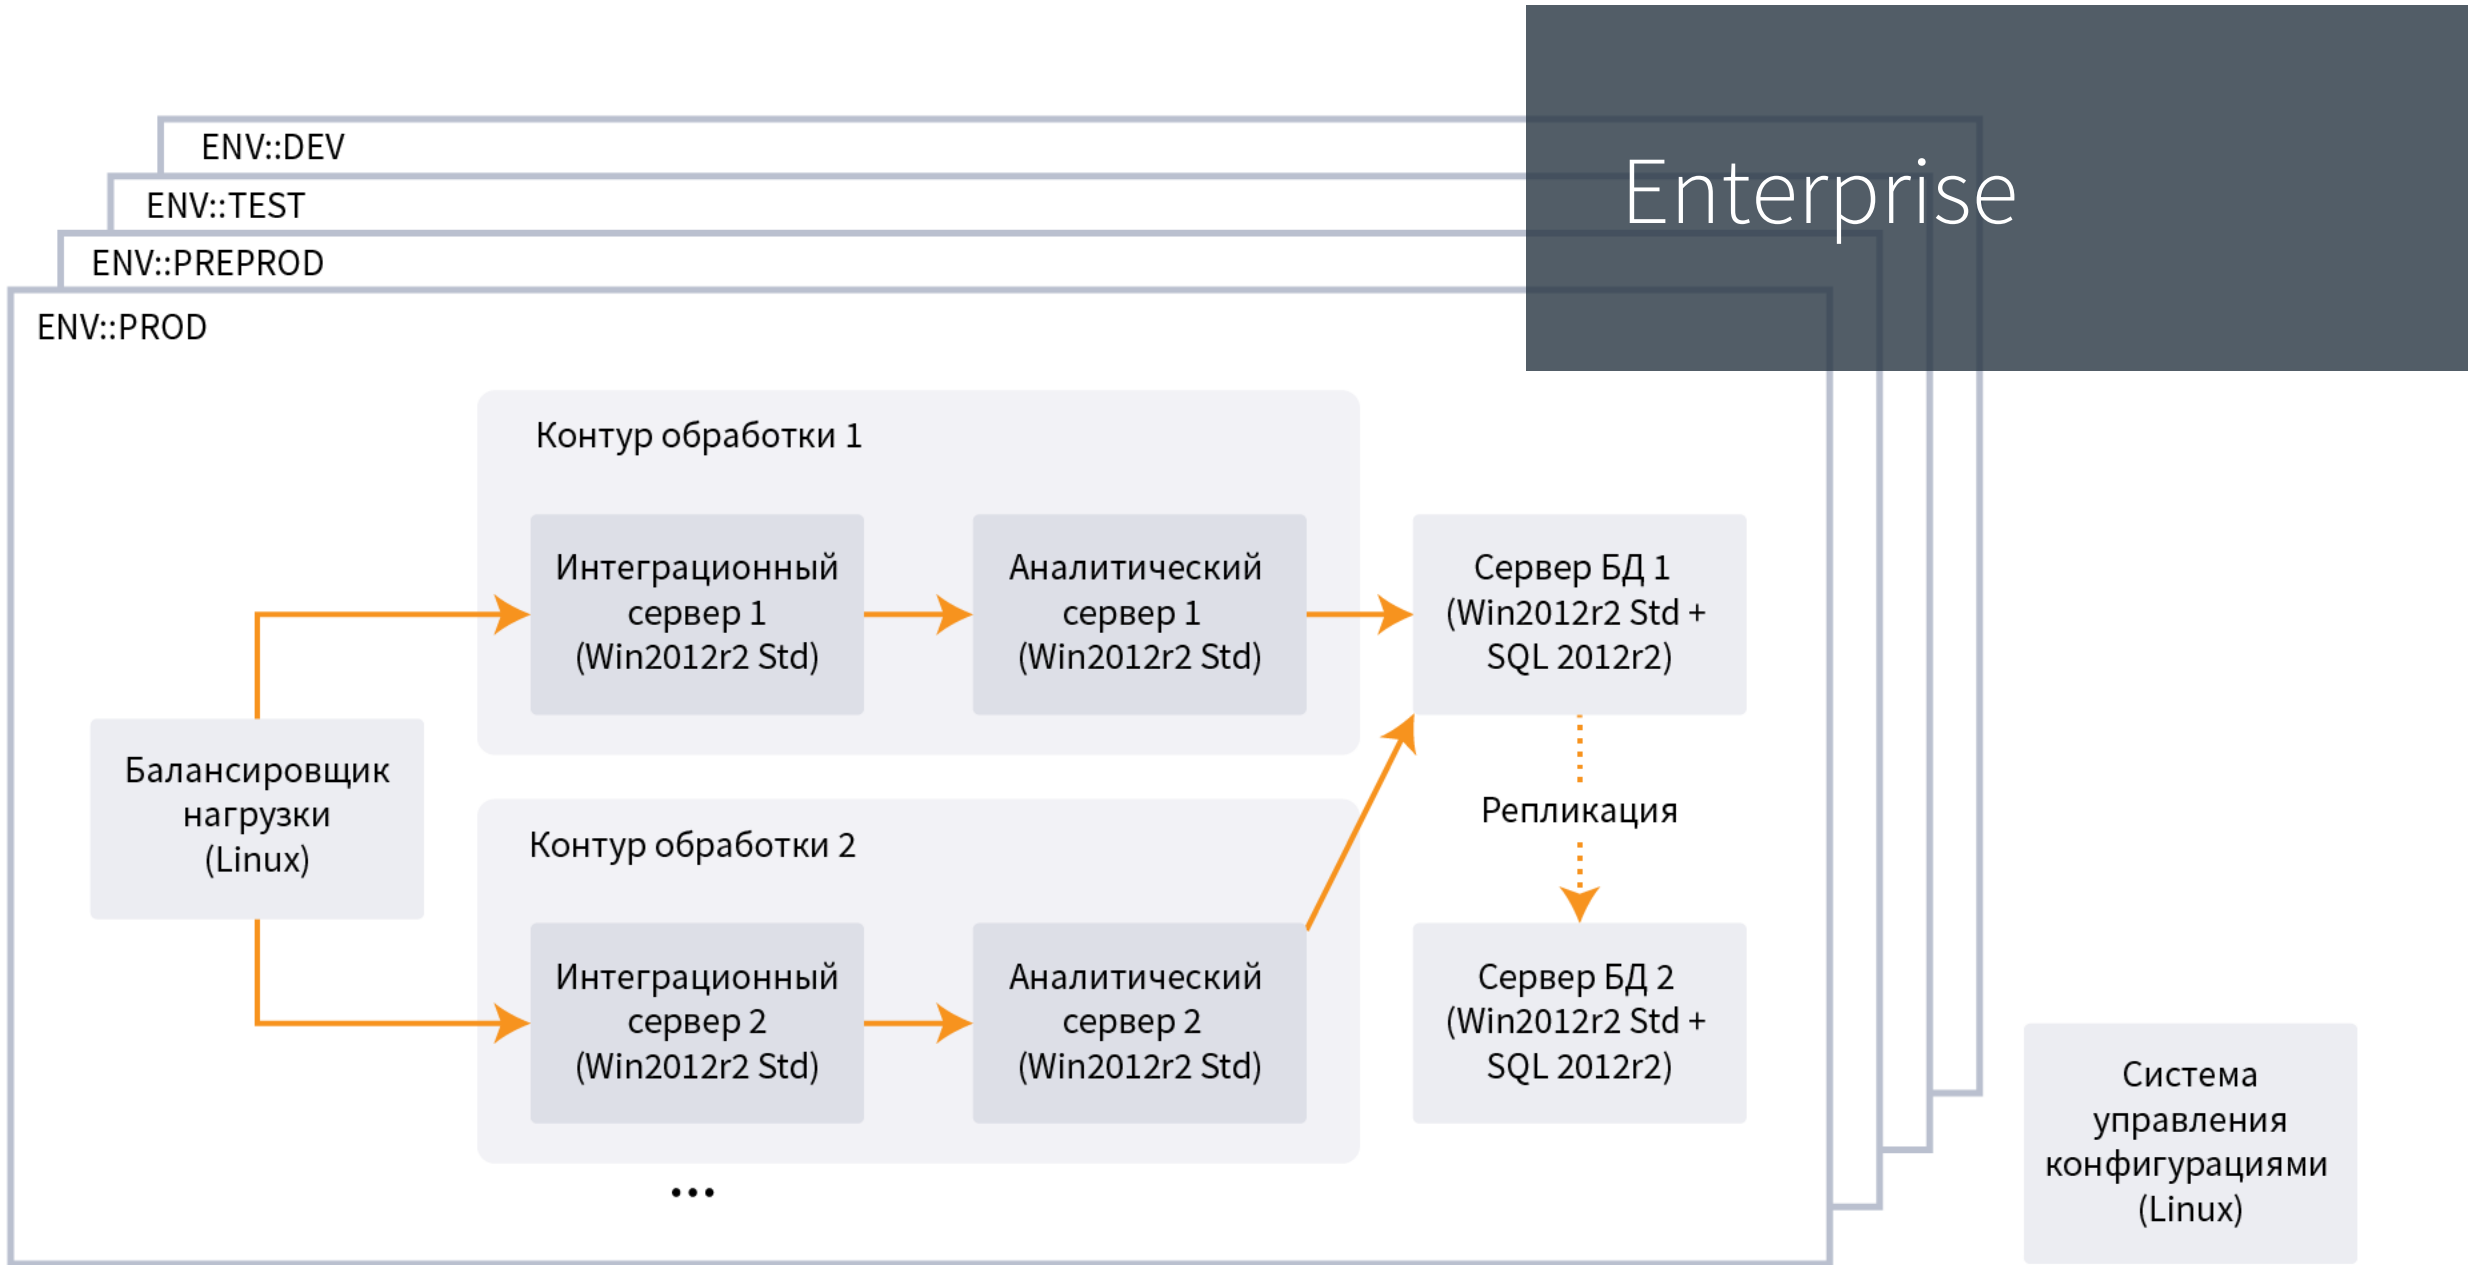 Enterprise
ENV::DEV
ENV::TEST
ENV::PREPROD
ENV::PROD
Контур обработки 1
Интеграционный
сервер 1
(Win2012r2 Std)
Аналитический
сервер 1
(Win2012r2 Std)
Сервер БД 1
(Win2012r2 Std +
SQL 2012r2)
Балансировщик
нагрузки
(Linux)
Репликация
Контур обработки 2
Интеграционный
сервер 2
(Win2012r2 Std)
Аналитический
сервер 2
(Win2012r2 Std)
Сервер БД 2
(Win2012r2 Std +
SQL 2012r2)
...
Система
управления
конфигурациями
(Linux)